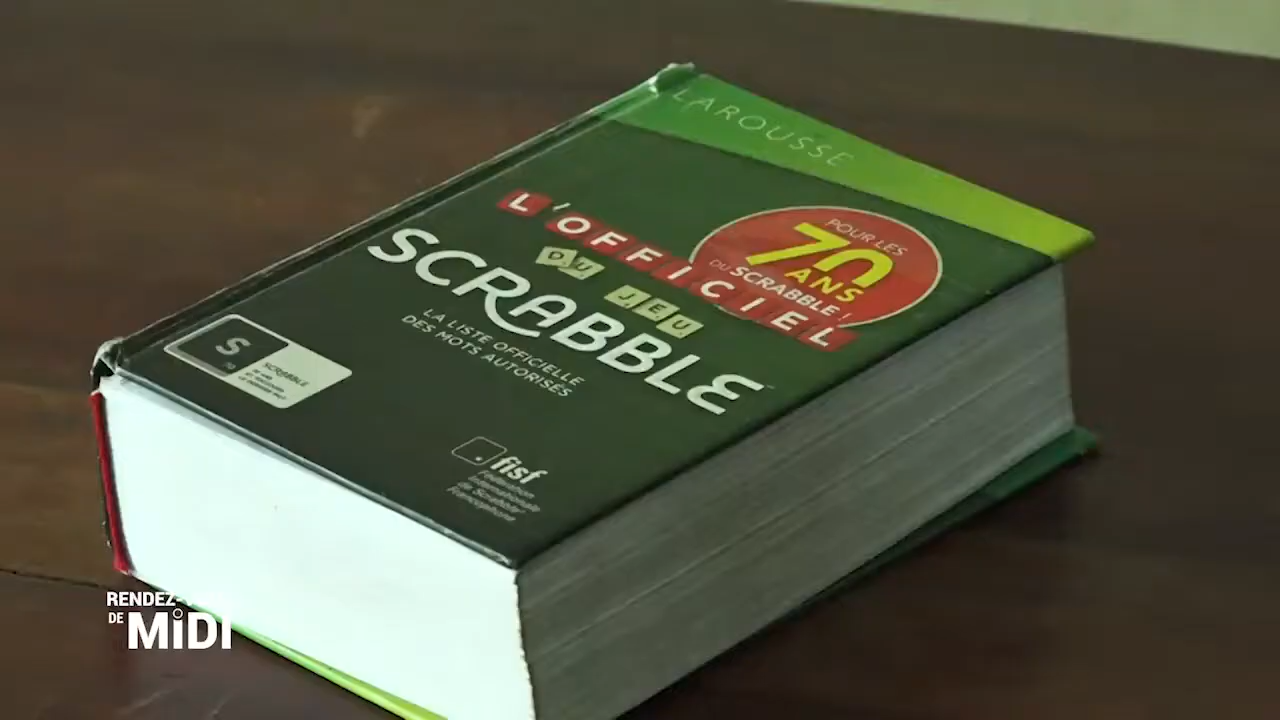 LAROUSSE
L'OFFICIEL
DU JEU
SCRABBLE
LA LISTE OFFICIELLE
DES MOTS AUTORISÉS
POUR LES
70
ANS
DU SCRABBLE !
S
10
SCRABBLE
fisf
Fédération
Internationale
de Scrabble
Francophone
RENDEZ-
DE MiDI